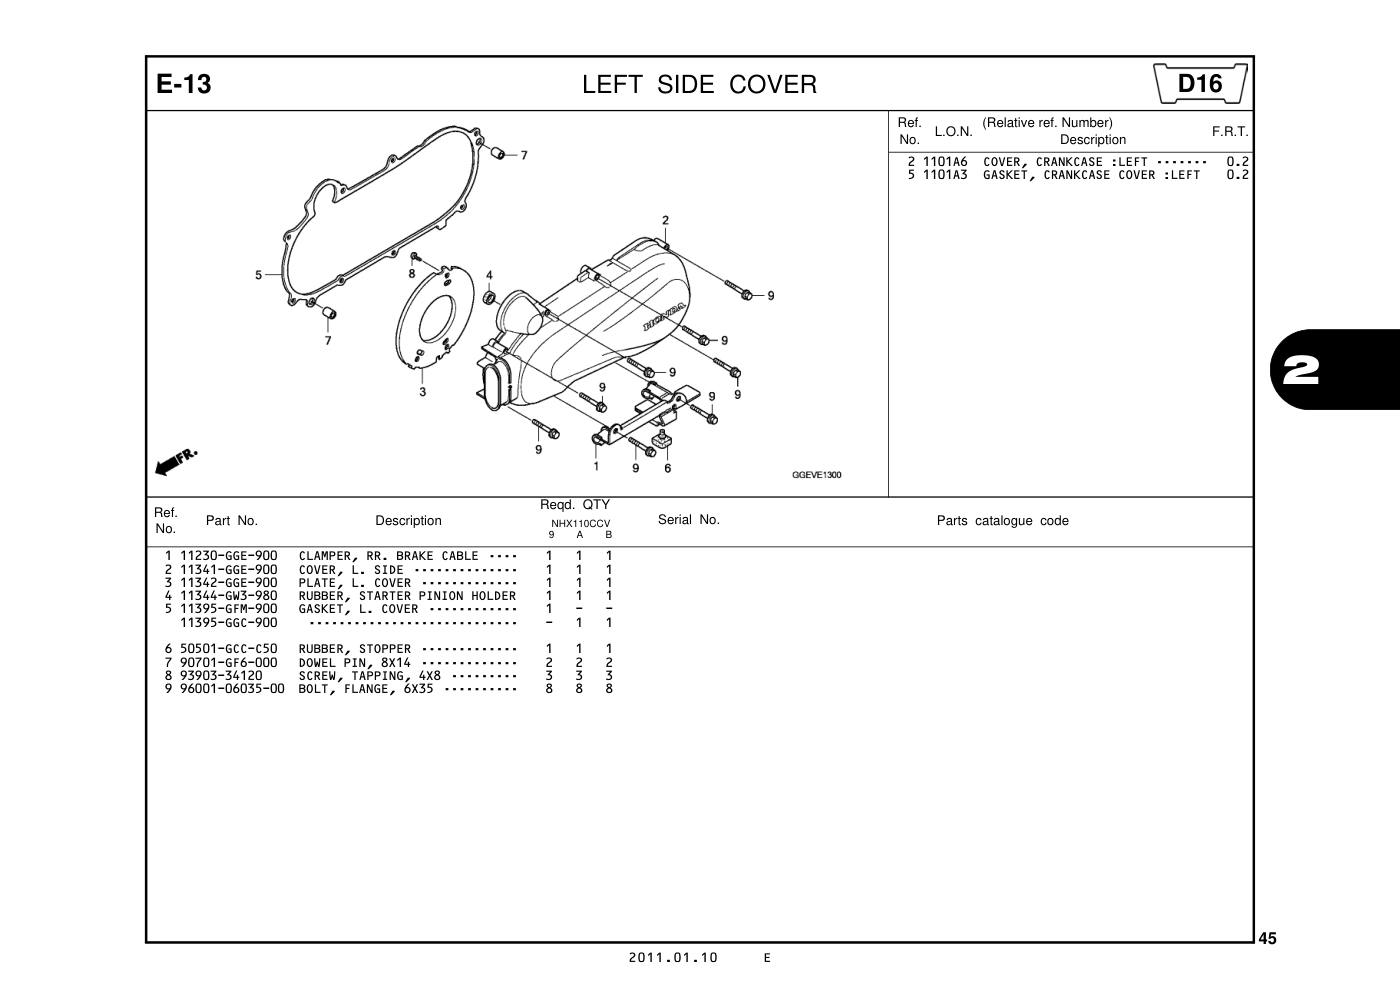 E-13
LEFT SIDE COVER
D16
7
5
7
8
3
4
2
HONDA
9
9
9
9
9
9
9
9
1
6
FR.
GGEVE1300
Ref. No. L.O.N. (Relative ref. Number) Description F.R.T.
2 1101A6 COVER, CRANKCASE :LEFT ------- 0.2
5 1101A3 GASKET, CRANKCASE COVER :LEFT 0.2
Ref. No. Part No. Description Reqd. QTY Serial No. Parts catalogue code
NHX110CCV
9 A B
1 11230-GGE-900 CLAMPER, RR. BRAKE CABLE ---- 1 1 1
2 11341-GGE-900 COVER, L. SIDE -------------- 1 1 1
3 11342-GGE-900 PLATE, L. COVER ------------- 1 1 1
4 11344-GW3-980 RUBBER, STARTER PINION HOLDER 1 1 1
5 11395-GFM-900 GASKET, L. COVER ------------ 1 - -
11395-GGC-900 ---------------------------- - 1 1
6 50501-GCC-C50 RUBBER, STOPPER ------------- 1 1 1
7 90701-GF6-000 DOWEL PIN, 8X14 ------------- 2 2 2
8 93903-34120 SCREW, TAPPING, 4X8 --------- 3 3 3
9 96001-06035-00 BOLT, FLANGE, 6X35 ---------- 8 8 8
2
45
2011.01.10 E